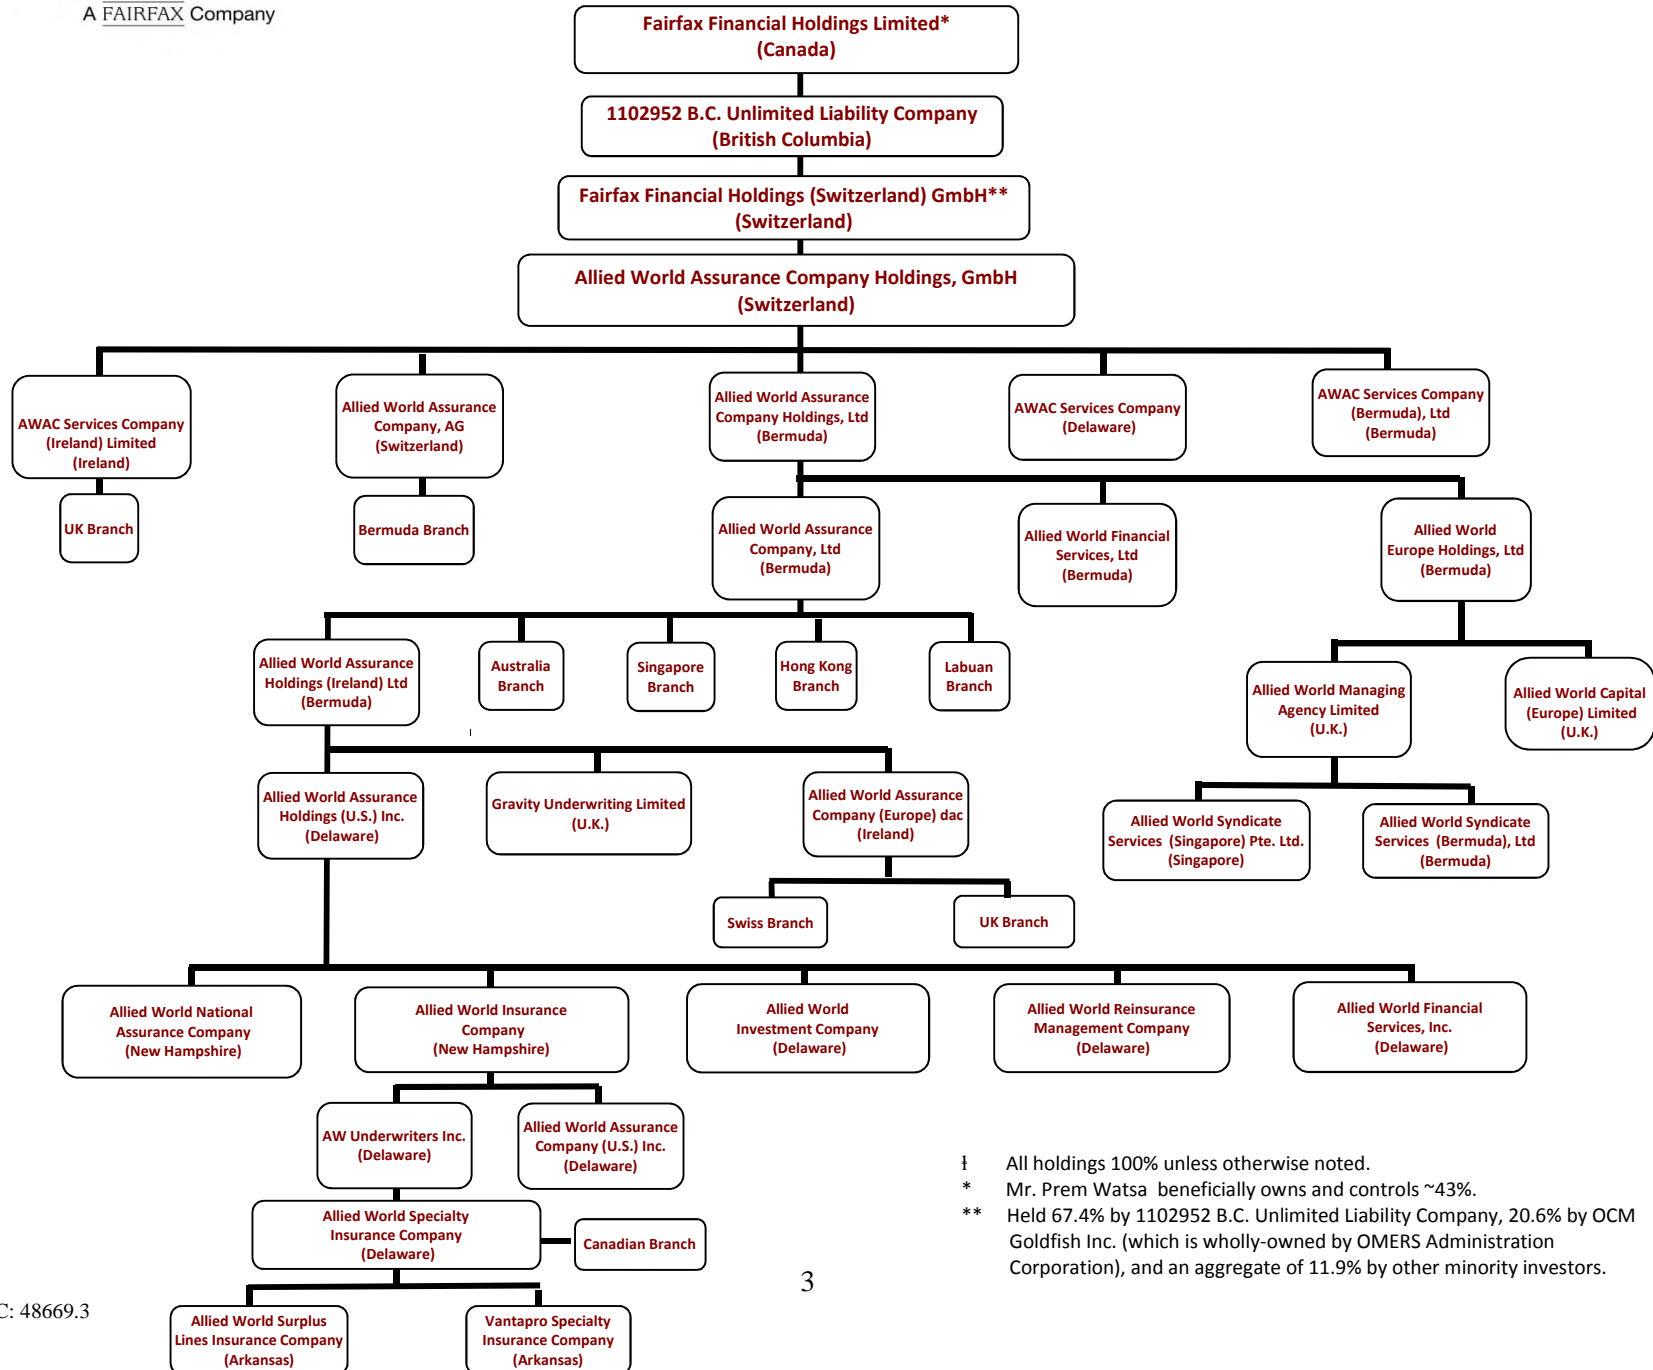 A FAIRFAX Company
Fairfax Financial Holdings Limited*
(Canada)
1102952 B.C. Unlimited Liability Company
(British Columbia)
Fairfax Financial Holdings (Switzerland) GmbH**
(Switzerland)
Allied World Assurance Company Holdings, GmbH
(Switzerland)
AWAC Services Company
(Ireland) Limited
(Ireland)
Allied World Assurance
Company, AG
(Switzerland)
Allied World Assurance
Company Holdings, Ltd
(Bermuda)
AWAC Services Company
(Delaware)
AWAC Services Company
(Bermuda), Ltd
(Bermuda)
UK Branch
Bermuda Branch
Allied World Assurance
Company, Ltd
(Bermuda)
Allied World Financial
Services, Ltd
(Bermuda)
Allied World
Europe Holdings, Ltd
(Bermuda)
Allied World Assurance
Holdings (Ireland) Ltd
(Bermuda)
Australia
Branch
Singapore
Branch
Hong Kong
Branch
Labuan
Branch
Allied World Managing
Agency Limited
(U.K.)
Allied World Capital
(Europe) Limited
(U.K.)
Allied World Assurance
Holdings (U.S.) Inc.
(Delaware)
Gravity Underwriting Limited
(U.K.)
Allied World Assurance
Company (Europe) dac
(Ireland)
Allied World Syndicate
Services (Singapore) Pte. Ltd.
(Singapore)
Allied World Syndicate
Services (Bermuda), Ltd
(Bermuda)
Swiss Branch
UK Branch
Allied World National
Assurance Company
(New Hampshire)
Allied World Insurance
Company
(New Hampshire)
Allied World
Investment Company
(Delaware)
Allied World Reinsurance
Management Company
(Delaware)
Allied World Financial
Services, Inc.
(Delaware)
AW Underwriters Inc.
(Delaware)
Allied World Assurance
Company (U.S.) Inc.
(Delaware)
Allied World Specialty
Insurance Company
(Delaware)
Canadian Branch
Allied World Surplus
Lines Insurance Company
(Arkansas)
Vantapro Specialty
Insurance Company
(Arkansas)
ƚ All holdings 100% unless otherwise noted.
* Mr. Prem Watsa beneficially owns and controls ~43%.
** Held 67.4% by 1102952 B.C. Unlimited Liability Company, 20.6% by OCM
Goldfish Inc. (which is wholly-owned by OMERS Administration
Corporation), and an aggregate of 11.9% by other minority investors.
3
C: 48669.3